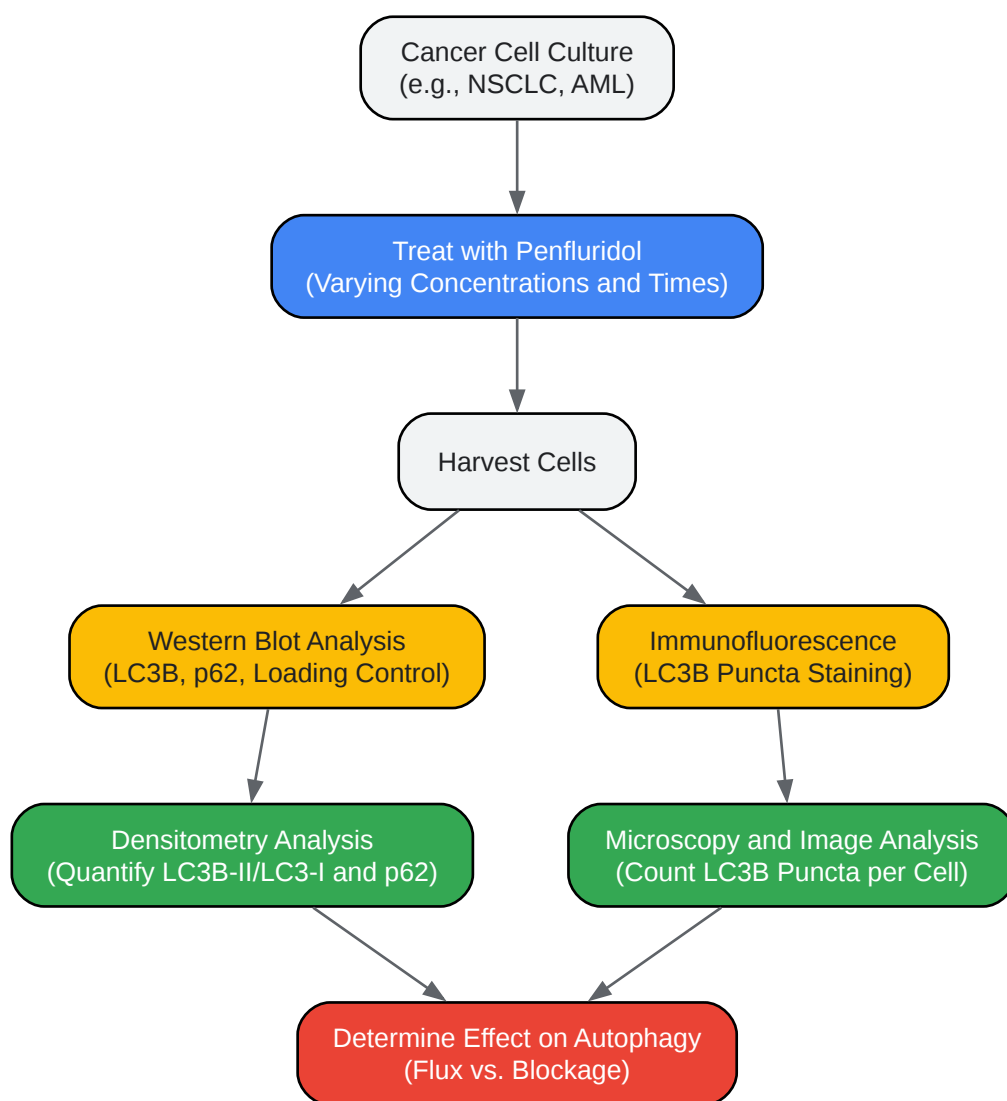 Cancer Cell Culture
(e.g., NSCLC, AML)
Treat with Penfluridol
(Varying Concentrations and Times)
Harvest Cells
Western Blot Analysis
(LC3B, p62, Loading Control)
Immunofluorescence
(LC3B Puncta Staining)
Densitometry Analysis
(Quantify LC3B-II/LC3-I and p62)
Microscopy and Image Analysis
(Count LC3B Puncta per Cell)
Determine Effect on Autophagy
(Flux vs. Blockage)